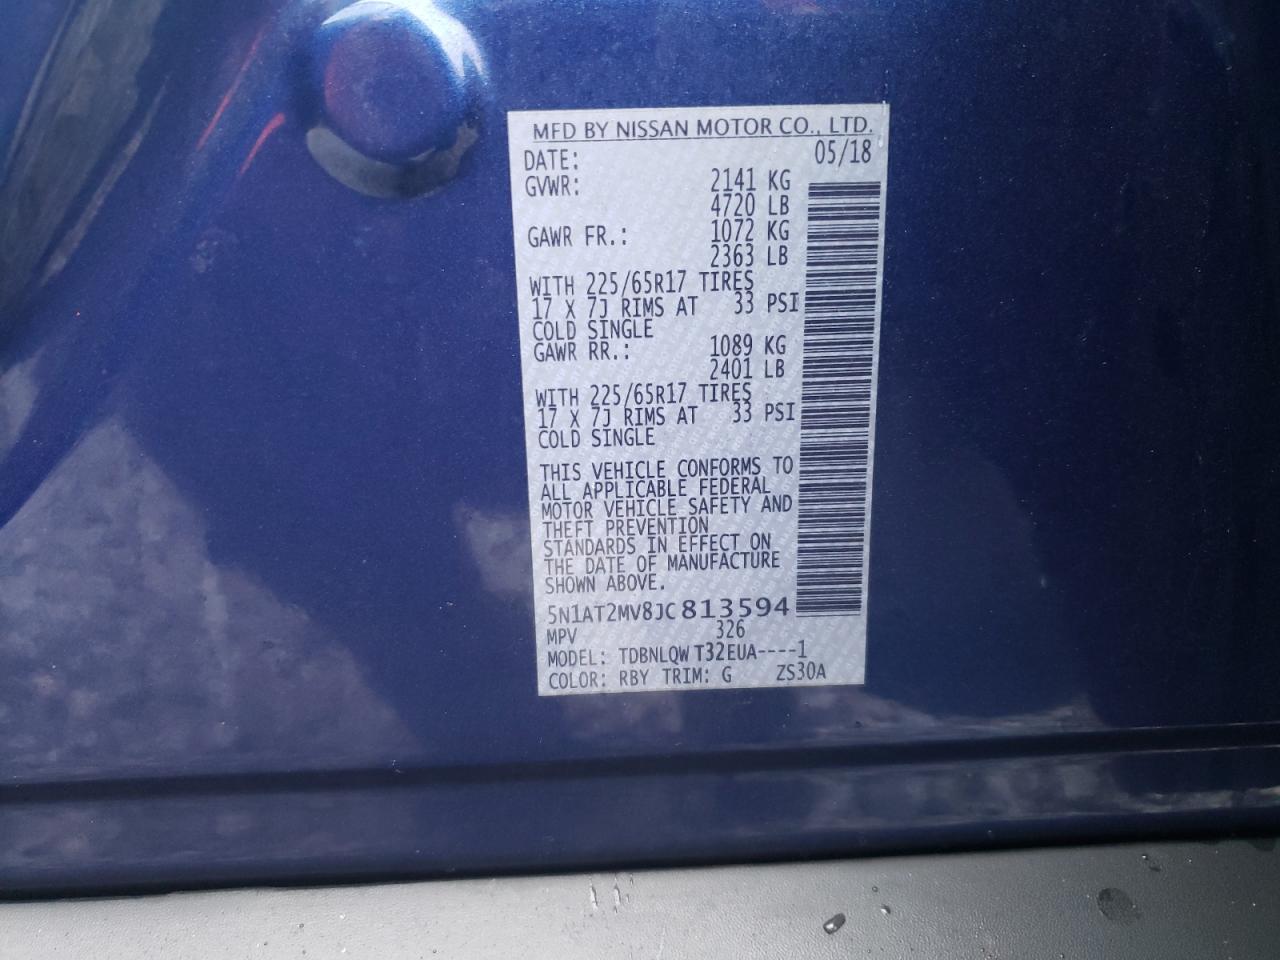 MFD BY NISSAN MOTOR CO., LTD.
DATE: 05/18
GVWR: 2141 KG
4720 LB
GAWR FR.: 1072 KG
2363 LB
WITH 225/65R17 TIRES
17 X 7J RIMS AT 33 PSI
COLD SINGLE
GAWR RR.: 1089 KG
2401 LB
WITH 225/65R17 TIRES
17 X 7J RIMS AT 33 PSI
COLD SINGLE
THIS VEHICLE CONFORMS TO
ALL APPLICABLE FEDERAL
MOTOR VEHICLE SAFETY AND
THEFT PREVENTION
STANDARDS IN EFFECT ON
THE DATE OF MANUFACTURE
SHOWN ABOVE.
5N1AT2MV8JC813594
MPV 326
MODEL: TDBNLQW T32EUA----1
COLOR: RBY TRIM: G ZS30A